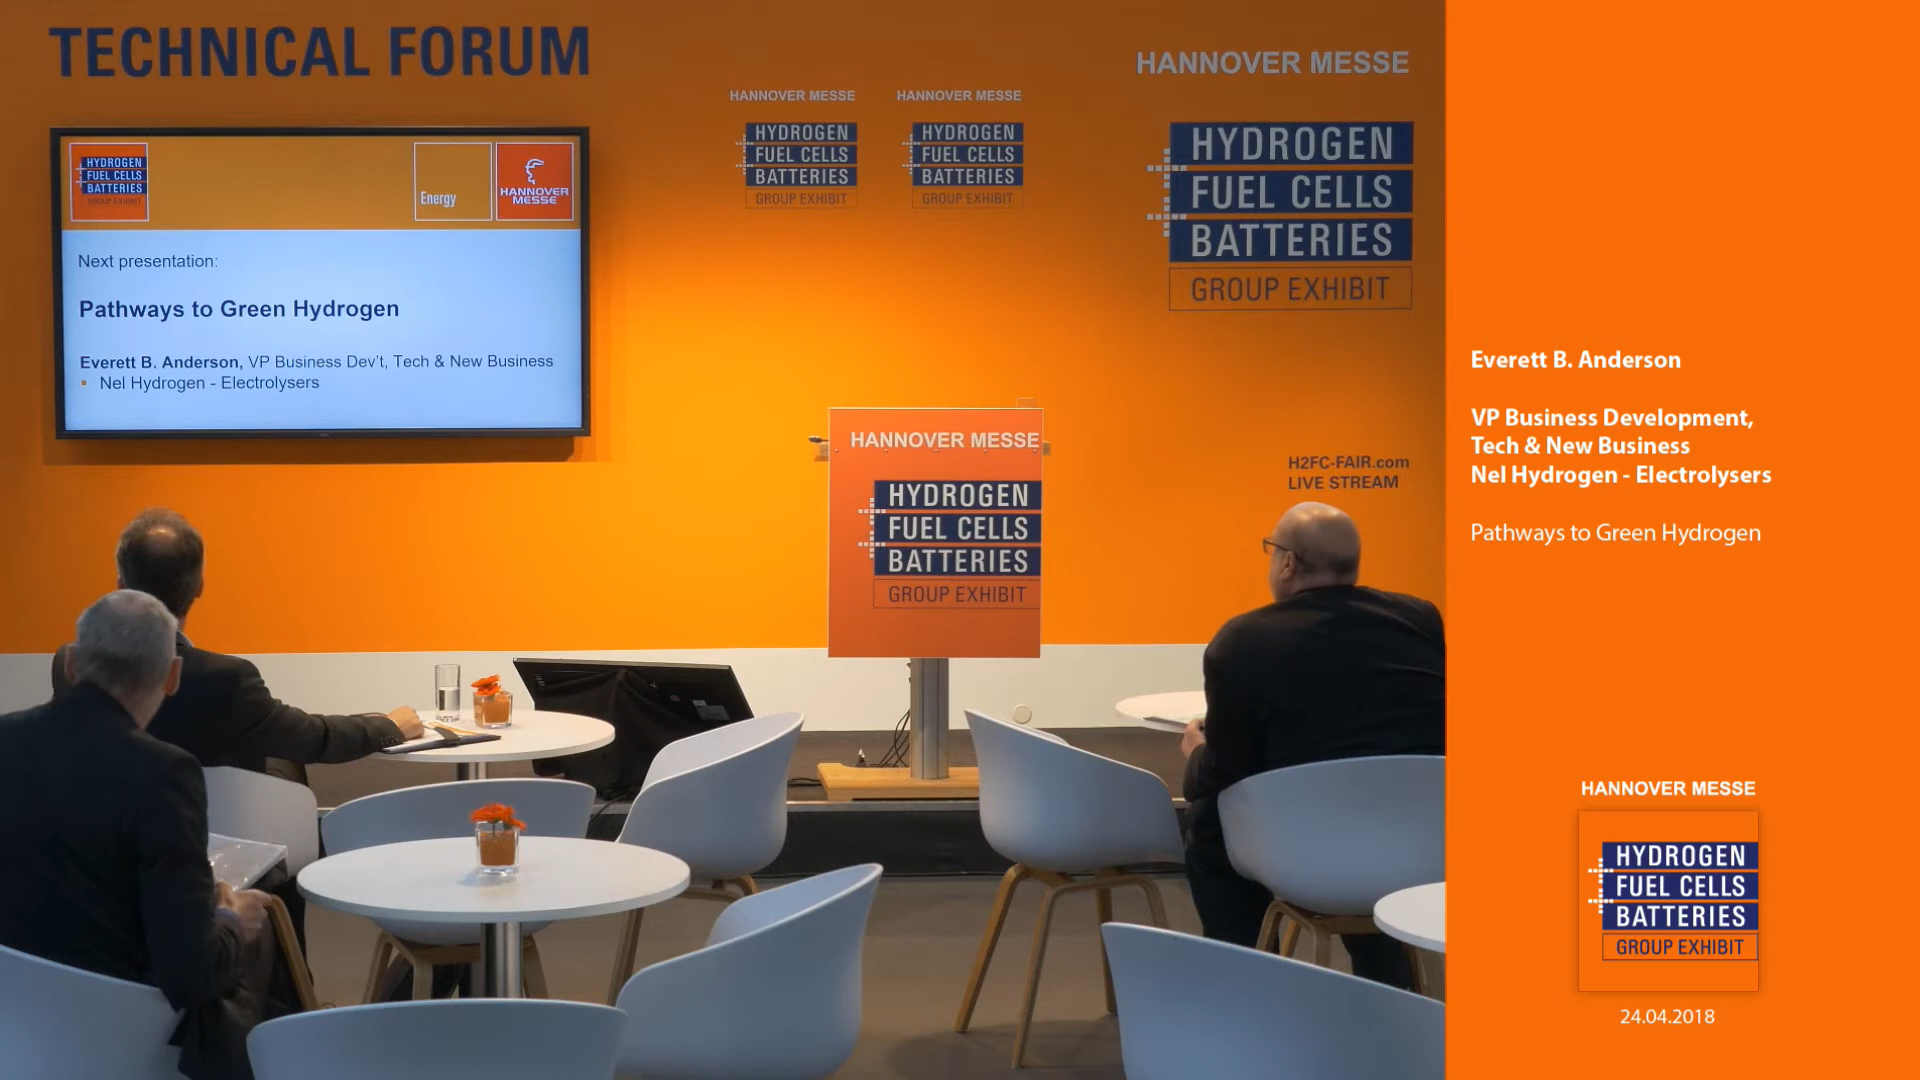 TECHNICAL FORUM
HYDROGEN
FUEL CELLS
BATTERIES
GROUP EXHIBIT
Energy
HANNOVER
MESSE
Next presentation:
Pathways to Green Hydrogen
Everett B. Anderson, VP Business Dev't, Tech & New Business
Nel Hydrogen - Electrolysers
HANNOVER MESSE
HYDROGEN
FUEL CELLS
BATTERIES
GROUP EXHIBIT
HANNOVER MESSE
HYDROGEN
FUEL CELLS
BATTERIES
GROUP EXHIBIT
HANNOVER MESSE
HYDROGEN
FUEL CELLS
BATTERIES
GROUP EXHIBIT
HANNOVER MESSE
HYDROGEN
FUEL CELLS
BATTERIES
GROUP EXHIBIT
H2FC-FAIR.com
LIVE STREAM
Everett B. Anderson
VP Business Development,
Tech & New Business
Nel Hydrogen - Electrolysers
Pathways to Green Hydrogen
HANNOVER MESSE
HYDROGEN
FUEL CELLS
BATTERIES
GROUP EXHIBIT
24.04.2018